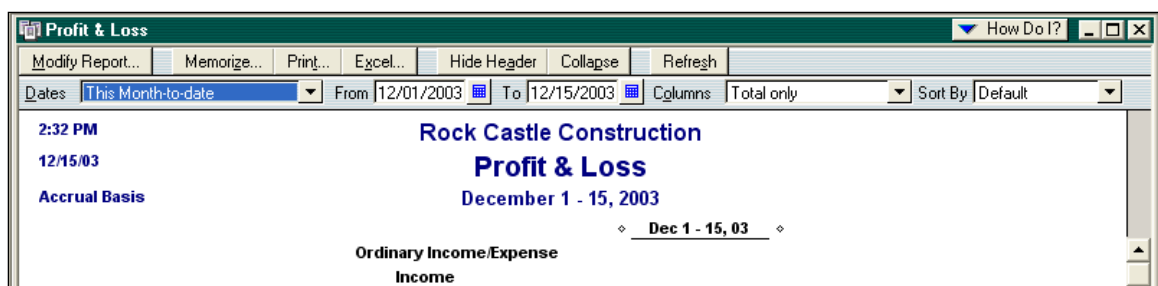 Profit & Loss How Do I?
Modify Report... Memorize... Print... Excel... Hide Header Collapse Refresh
Dates This Month-to-date From 12/01/2003 To 12/15/2003 Columns Total only Sort By Default
2:32 PM Rock Castle Construction
12/15/03 Profit & Loss
Accrual Basis December 1 - 15, 2003
Dec 1 - 15, 03
Ordinary Income/Expense
Income